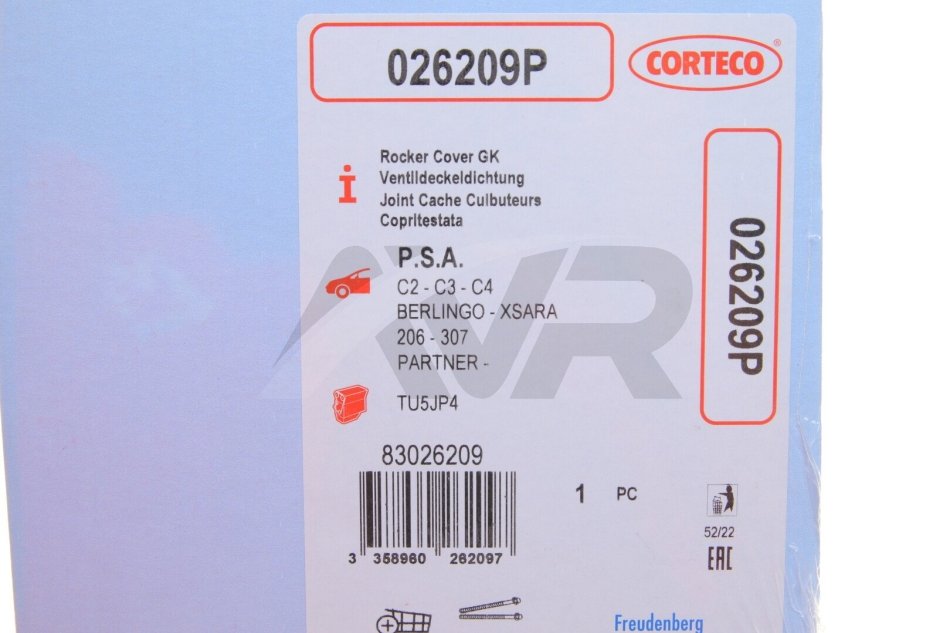 026209P
CORTECO®
Rocker Cover GK
Ventildeckeldichtung
Joint Cache Culbuteurs
Copritestata
P.S.A.
C2 - C3 - C4
BERLINGO - XSARA
206 - 307
PARTNER -
TU5JP4
83026209
3 358960 262097
1 PC
52/22
EAC
026209P
AVR
Freudenberg